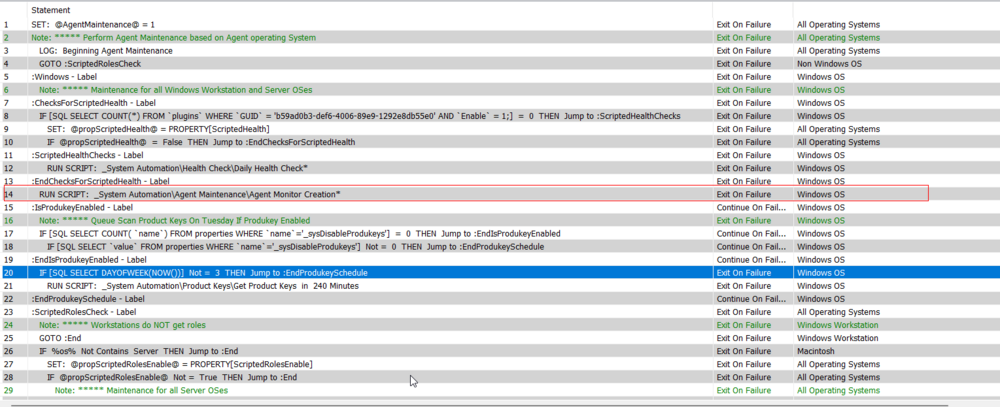 Statement
1 SET: @AgentMaintenance@ = 1 Exit On Failure All Operating Systems
2 Note: ***** Perform Agent Maintenance based on Agent operating System Exit On Failure All Operating Systems
3 LOG: Beginning Agent Maintenance Exit On Failure All Operating Systems
4 GOTO :ScriptedRolesCheck Exit On Failure Non Windows OS
5 :Windows - Label Exit On Failure Windows OS
6 Note: ***** Maintenance for all Windows Workstation and Server OSes Exit On Failure Windows OS
7 :ChecksForScriptedHealth - Label Exit On Failure Windows OS
8 IF [SQL SELECT COUNT(*) FROM `plugins` WHERE `GUID` = 'b59ad0b3-def6-4006-89e9-1292e8db55e0' AND `Enable` = 1;] = 0 THEN Jump to :ScriptedHealthChecks Exit On Failure Windows OS
9 SET: @propScriptedHealth@ = PROPERTY[ScriptedHealth] Exit On Failure All Operating Systems
10 IF @propScriptedHealth@ = False THEN Jump to :EndChecksForScriptedHealth Exit On Failure All Operating Systems
11 :ScriptedHealthChecks - Label Exit On Failure Windows OS
12 RUN SCRIPT: _System Automation\Health Check\Daily Health Check* Exit On Failure Windows OS
13 :EndChecksForScriptedHealth - Label Exit On Failure Windows OS
14 RUN SCRIPT: _System Automation\Agent Maintenance\Agent Monitor Creation* Exit On Failure Windows OS
15 :IsProdukeyEnabled - Label Continue On Fail... Windows OS
16 Note: ***** Queue Scan Product Keys On Tuesday If Produkey Enabled Exit On Failure Windows OS
17 IF [SQL SELECT COUNT( `name`) FROM properties WHERE `name`='_sysDisableProdukeys'] = 0 THEN Jump to :EndIsProdukeyEnabled Continue On Fail... Windows OS
18 IF [SQL SELECT `value` FROM properties WHERE `name`='_sysDisableProdukeys'] Not = 0 THEN Jump to :EndProdukeySchedule Continue On Fail... Windows OS
19 :EndIsProdukeyEnabled - Label Continue On Fail... Windows OS
20 IF [SQL SELECT DAYOFWEEK(NOW())] Not = 3 THEN Jump to :EndProdukeySchedule Exit On Failure Windows OS
21 RUN SCRIPT: _System Automation\Product Keys\Get Product Keys in 240 Minutes Exit On Failure Windows OS
22 :EndProdukeySchedule - Label Continue On Fail... Windows OS
23 :ScriptedRolesCheck - Label Exit On Failure All Operating Systems
24 Note: ***** Workstations do NOT get roles Exit On Failure Windows Workstation
25 GOTO :End Exit On Failure Windows Workstation
26 IF %os% Not Contains Server THEN Jump to :End Exit On Failure Macintosh
27 SET: @propScriptedRolesEnable@ = PROPERTY[ScriptedRolesEnable] Exit On Failure All Operating Systems
28 IF @propScriptedRolesEnable@ Not = True THEN Jump to :End Exit On Failure All Operating Systems
29 Note: ***** Maintenance for all Server OSes Exit On Failure All Operating Systems